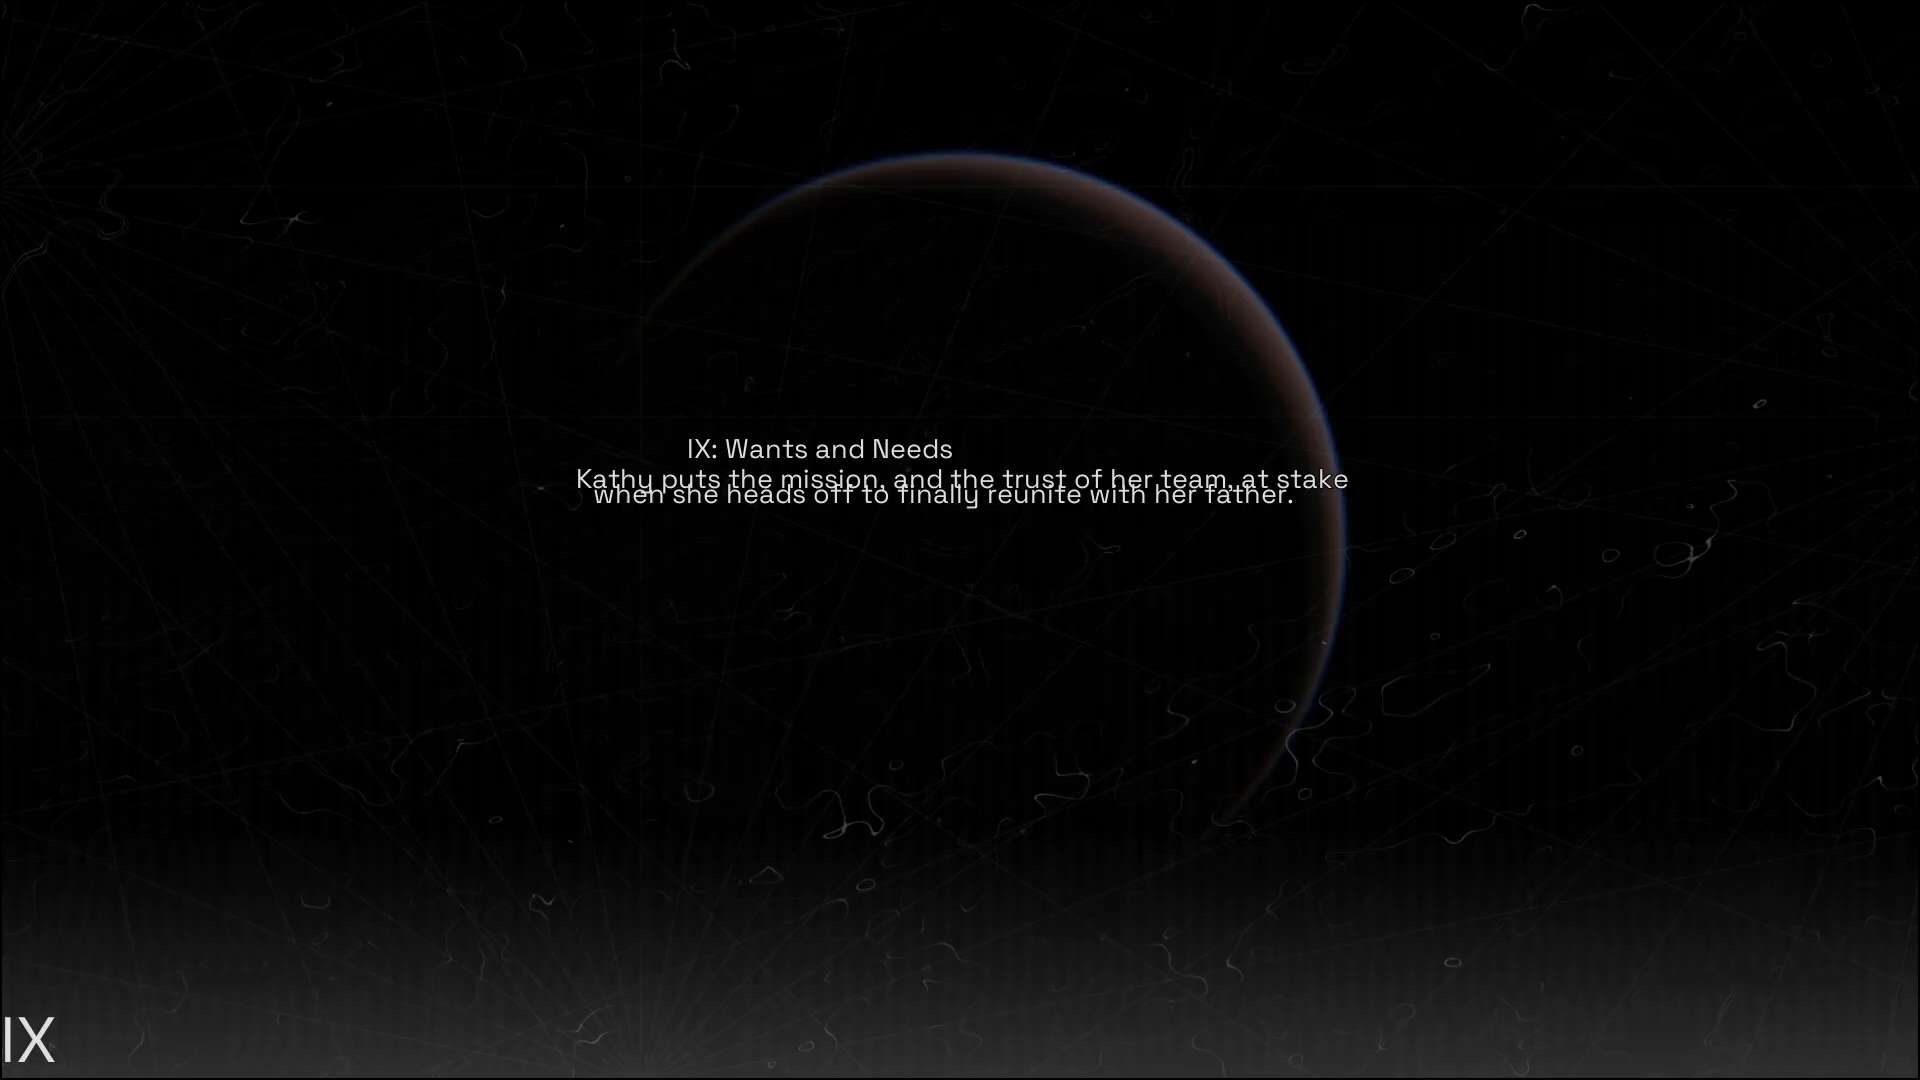 IX: Wants and Needs
Kathy puts the mission, and the trust of her team, at stake
when she heads off to finally reunite with her father.
IX